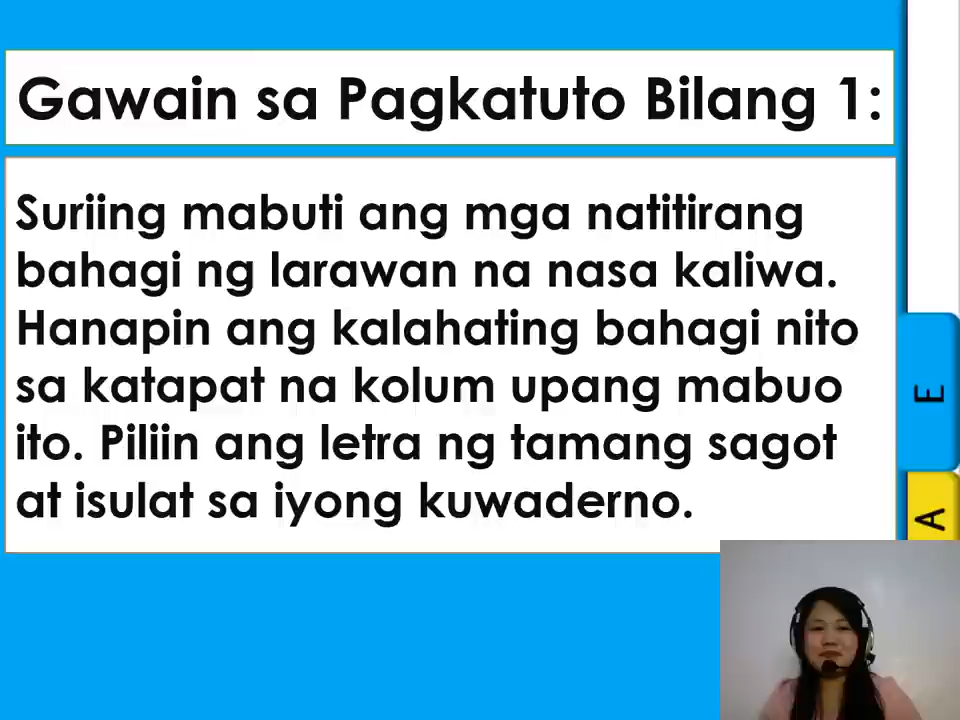 Gawain sa Pagkatuto Bilang 1:
Suriing mabuti ang mga natitirang
bahagi ng larawan na nasa kaliwa.
Hanapin ang kalahating bahagi nito
sa katapat na kolum upang mabuo
ito. Piliin ang letra ng tamang sagot
at isulat sa iyong kuwaderno.
E
A